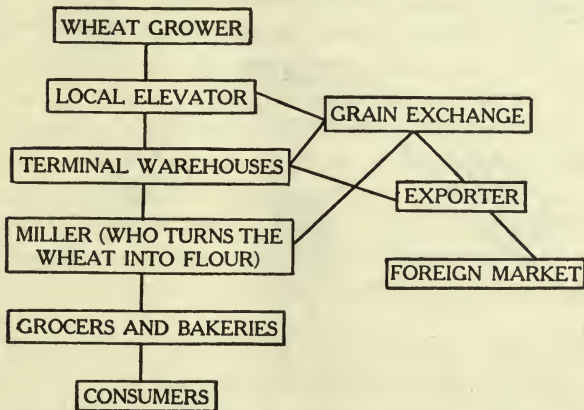 WHEAT GROWER
LOCAL ELEVATOR
GRAIN EXCHANGE
TERMINAL WAREHOUSES
EXPORTER
MILLER (WHO TURNS THE
WHEAT INTO FLOUR)
FOREIGN MARKET
GROCERS AND BAKERIES
CONSUMERS